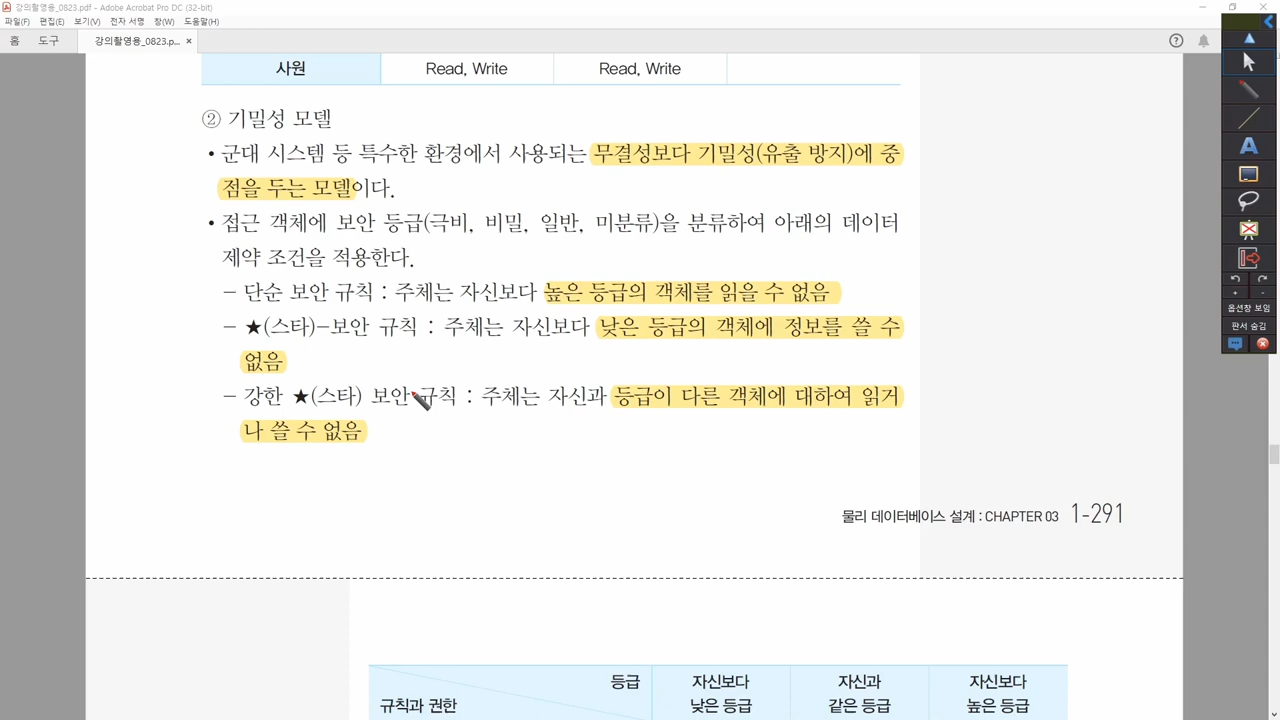 강의촬영용_0823.pdf - Adobe Acrobat Pro DC (32-bit)
파일(F) 편집(E) 보기(V) 전자 서명 창(W) 도움말(H)
홈 도구 강의촬영용_0823.p... ×
사원 Read, Write Read, Write
② 기밀성 모델
• 군대 시스템 등 특수한 환경에서 사용되는 무결성보다 기밀성(유출 방지)에 중
점을 두는 모델이다.
• 접근 객체에 보안 등급(극비, 비밀, 일반, 미분류)을 분류하여 아래의 데이터
제약 조건을 적용한다.
– 단순 보안 규칙 : 주체는 자신보다 높은 등급의 객체를 읽을 수 없음
– ★(스타)–보안 규칙 : 주체는 자신보다 낮은 등급의 객체에 정보를 쓸 수
없음
– 강한 ★(스타) 보안 규칙 : 주체는 자신과 등급이 다른 객체에 대하여 읽거
나 쓸 수 없음
물리 데이터베이스 설계 : CHAPTER 03 1-291
등급 자신보다 자신과 자신보다
규칙과 권한 낮은 등급 같은 등급 높은 등급
A
옵션창 보임
판서 숨김